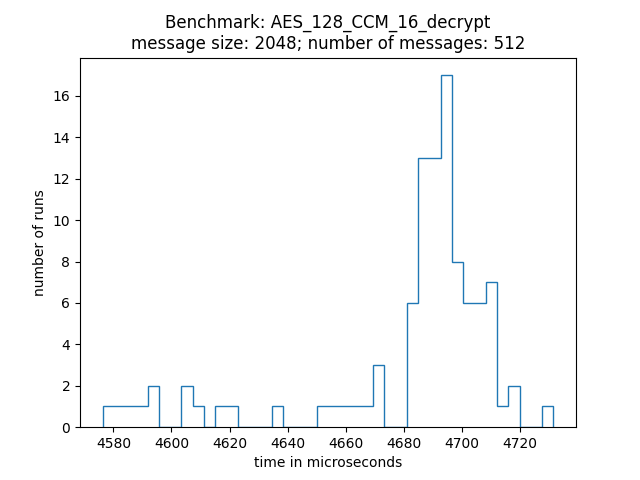 Benchmark: AES_128_CCM_16_decrypt
message size: 2048; number of messages: 512
16
14
12
10
8
6
4
2
0
number of runs
4580 4600 4620 4640 4660 4680 4700 4720
time in microseconds